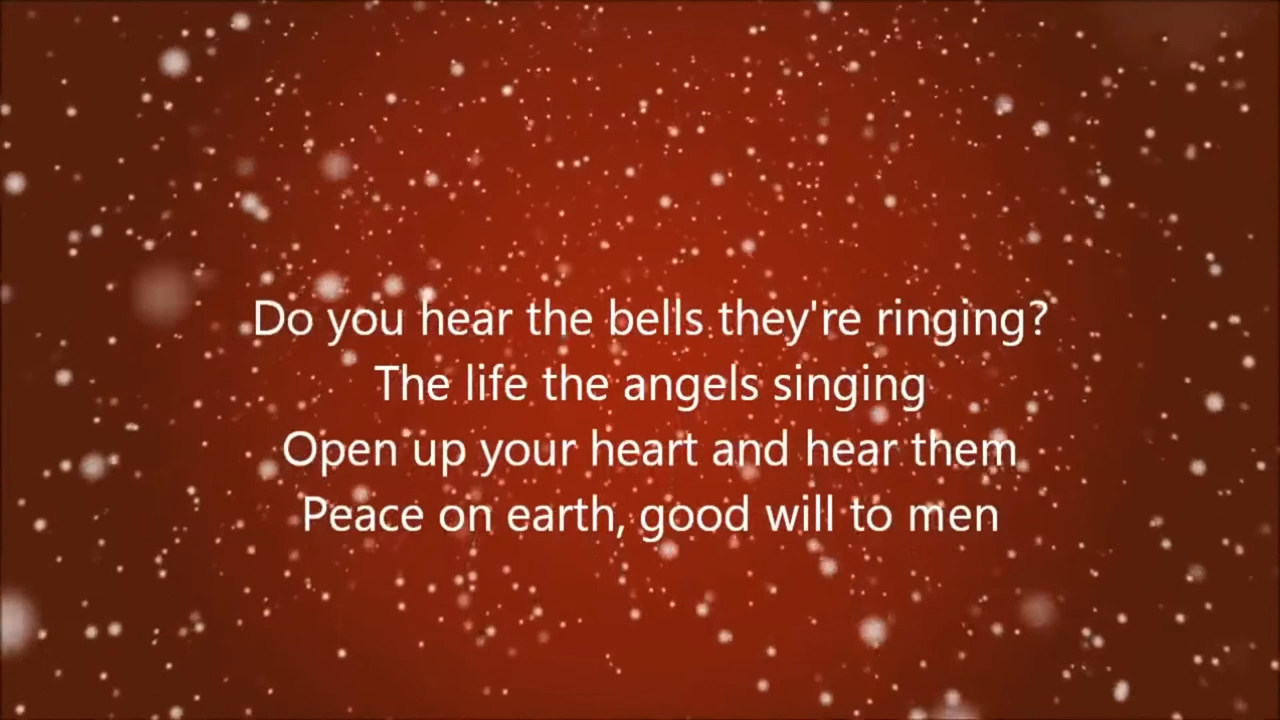 Do you hear the bells they're ringing?
The life the angels singing
Open up your heart and hear them
Peace on earth, good will to men